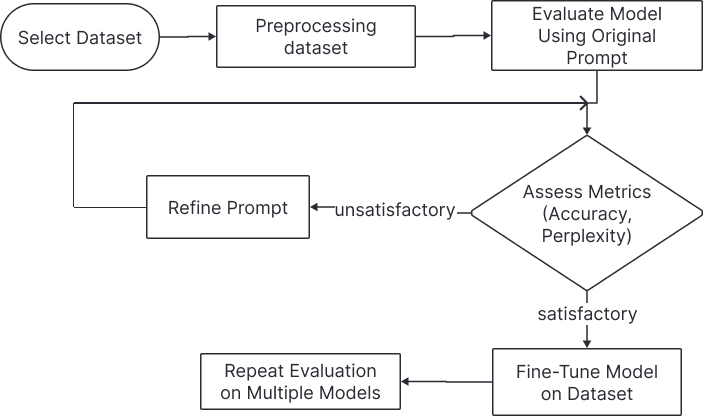 Select Dataset
Preprocessing
dataset
Evaluate Model
Using Original
Prompt
Assess Metrics
(Accuracy,
Perplexity)
unsatisfactory
Refine Prompt
satisfactory
Fine-Tune Model
on Dataset
Repeat Evaluation
on Multiple Models